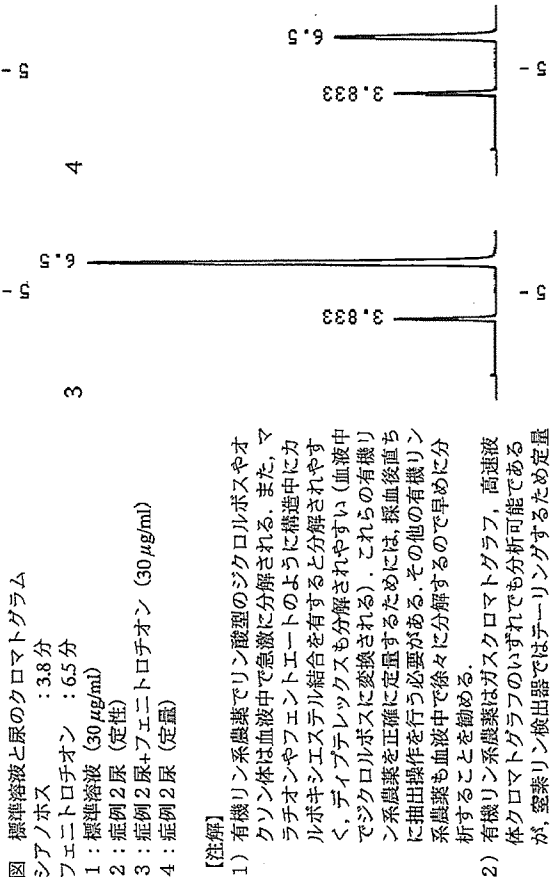 図　標準溶液と尿のクロマトグラム
シアノホス　：3.8分
フェニトロチオン　：6.5分
1：標準溶液（30μg/ml）
2：症例2尿（定性）
3：症例2尿+フェニトロチオン（30μg/ml）
4：症例2尿（定量）
【注解】
1）有機リン系農薬でリン酸型のジクロルボスやオ
クソン体は血液中で急激に分解される．また，マ
ラチオンやフェントエートのように構造中にカ
ルボキシエステル結合を有すると分解されやす
く，ディプテレックスも分解されやすい（血液中
でジクロルボスに変換される）．これらの有機リ
ン系農薬を正確に定量するためには，採血後直ち
に抽出操作を行う必要がある．その他の有機リン
系農薬も血液中で徐々に分解するので早めに分
析することを勧める．
2）有機リン系農薬はガスクロマトグラフ，高速液
体クロマトグラフのいずれでも分析可能である
が，窒素リン検出器ではテーリングするため定量
3
- 5
6.5
3.833
- 5
4
- 5
6.5
3.833
- 5